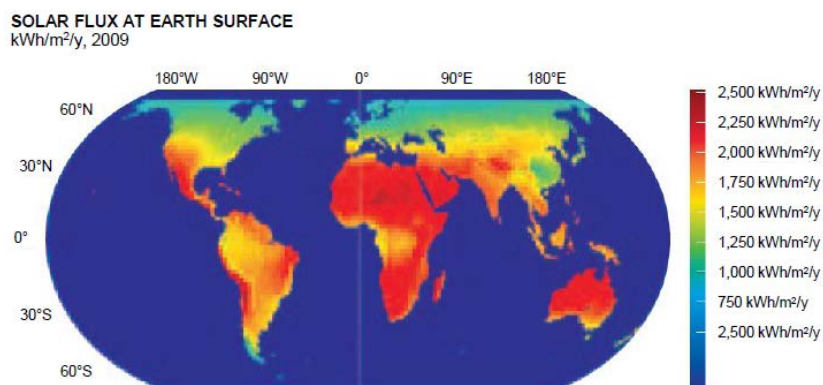 SOLAR FLUX AT EARTH SURFACE
kWh/m²/y, 2009
180°W 90°W 0° 90°E 180°E
60°N
30°N
0°
30°S
60°S
2,500 kWh/m²/y
2,250 kWh/m²/y
2,000 kWh/m²/y
1,750 kWh/m²/y
1,500 kWh/m²/y
1,250 kWh/m²/y
1,000 kWh/m²/y
750 kWh/m²/y
2,500 kWh/m²/y